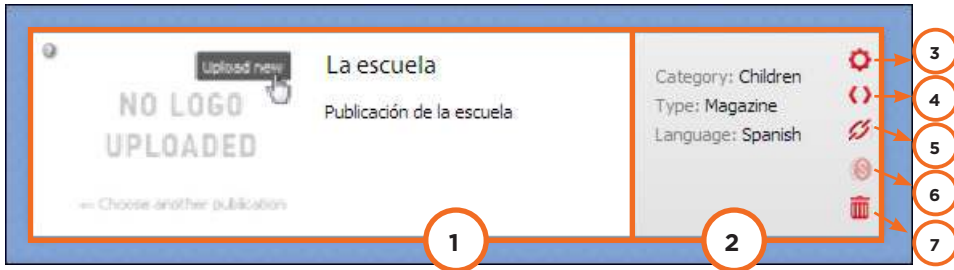 Upload new
NO LOGO
UPLOADED
← Choose another publication
La escuela
Publicación de la escuela
Category: Children
Type: Magazine
Language: Spanish
1
2
3
4
5
6
7